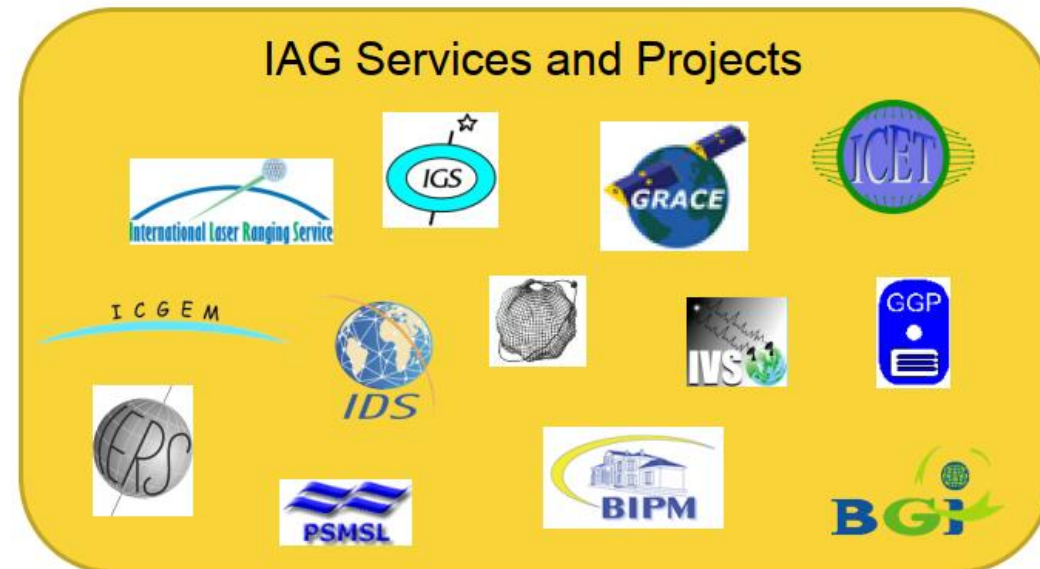 IAG Services and Projects
International Laser Ranging Service
IGS
GRACE
ICET
ICGEM
IDS
IVS
GGP
IERS
PSMSL
BIPM
BGi